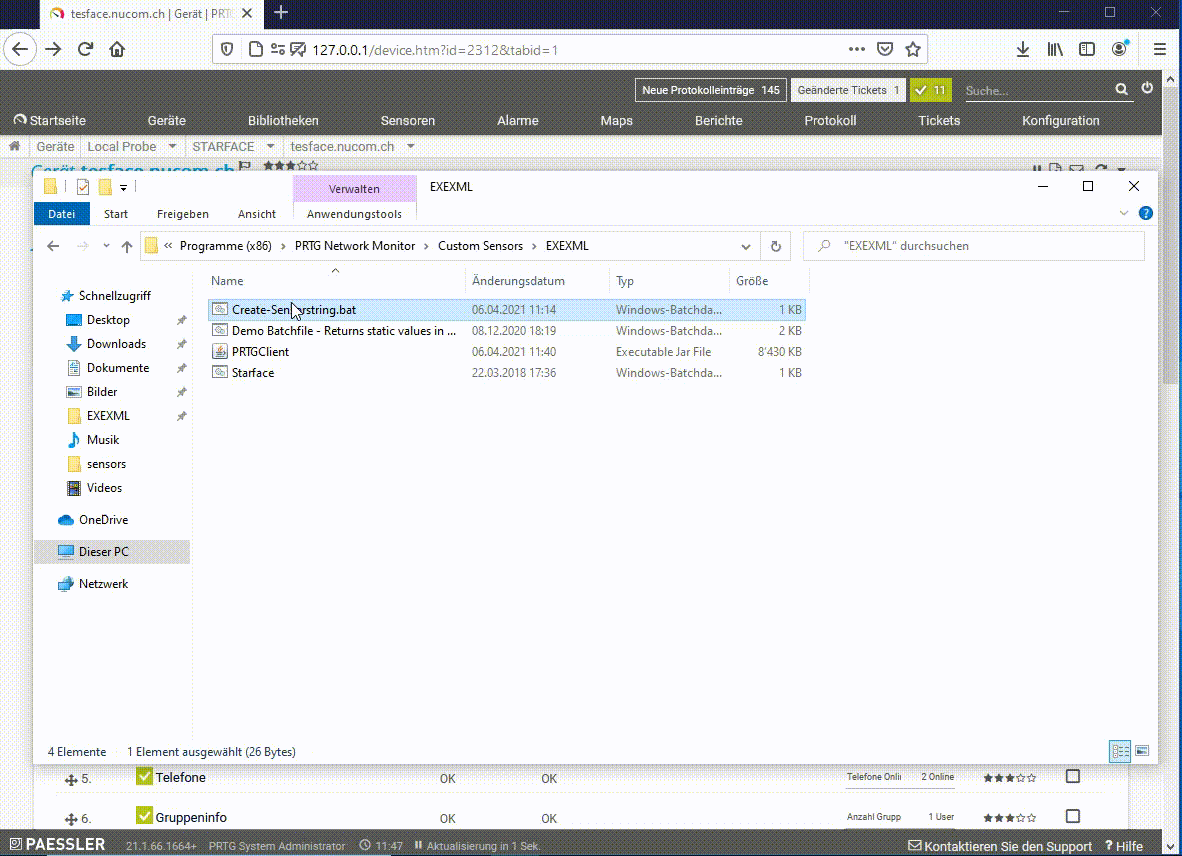 tesface.nucom.ch | Gerät | PRTG
127.0.0.1/device.htm?id=2312&tabid=1
Neue Protokolleinträge 145
Geänderte Tickets 1
11
Suche...
Startseite Geräte Bibliotheken Sensoren Alarme Maps Berichte Protokoll Tickets Konfiguration
Geräte Local Probe STARFACE tesface.nucom.ch
Gerät tesface.nucom.ch
Verwalten EXEXML
Datei Start Freigeben Ansicht Anwendungstools
« Programme (x86) › PRTG Network Monitor › Custom Sensors › EXEXML
"EXEXML" durchsuchen
Name Änderungsdatum Typ Größe
Schnellzugriff
Desktop
Downloads
Dokumente
Bilder
EXEXML
Musik
sensors
Videos
OneDrive
Dieser PC
Netzwerk
Create-Sensorstring.bat 06.04.2021 11:14 Windows-Batchda... 1 KB
Demo Batchfile - Returns static values in ... 08.12.2020 18:19 Windows-Batchda... 2 KB
PRTGClient 06.04.2021 11:40 Executable Jar File 8'430 KB
Starface 22.03.2018 17:36 Windows-Batchda... 1 KB
4 Elemente 1 Element ausgewählt (26 Bytes)
5. Telefone OK OK Telefone Onli 2 Online
6. Gruppeninfo OK OK Anzahl Grupp 1 User
PAESSLER 21.1.66.1664+ PRTG System Administrator 11:47 Aktualisierung in 1 Sek. Kontaktieren Sie den Support ? Hilfe